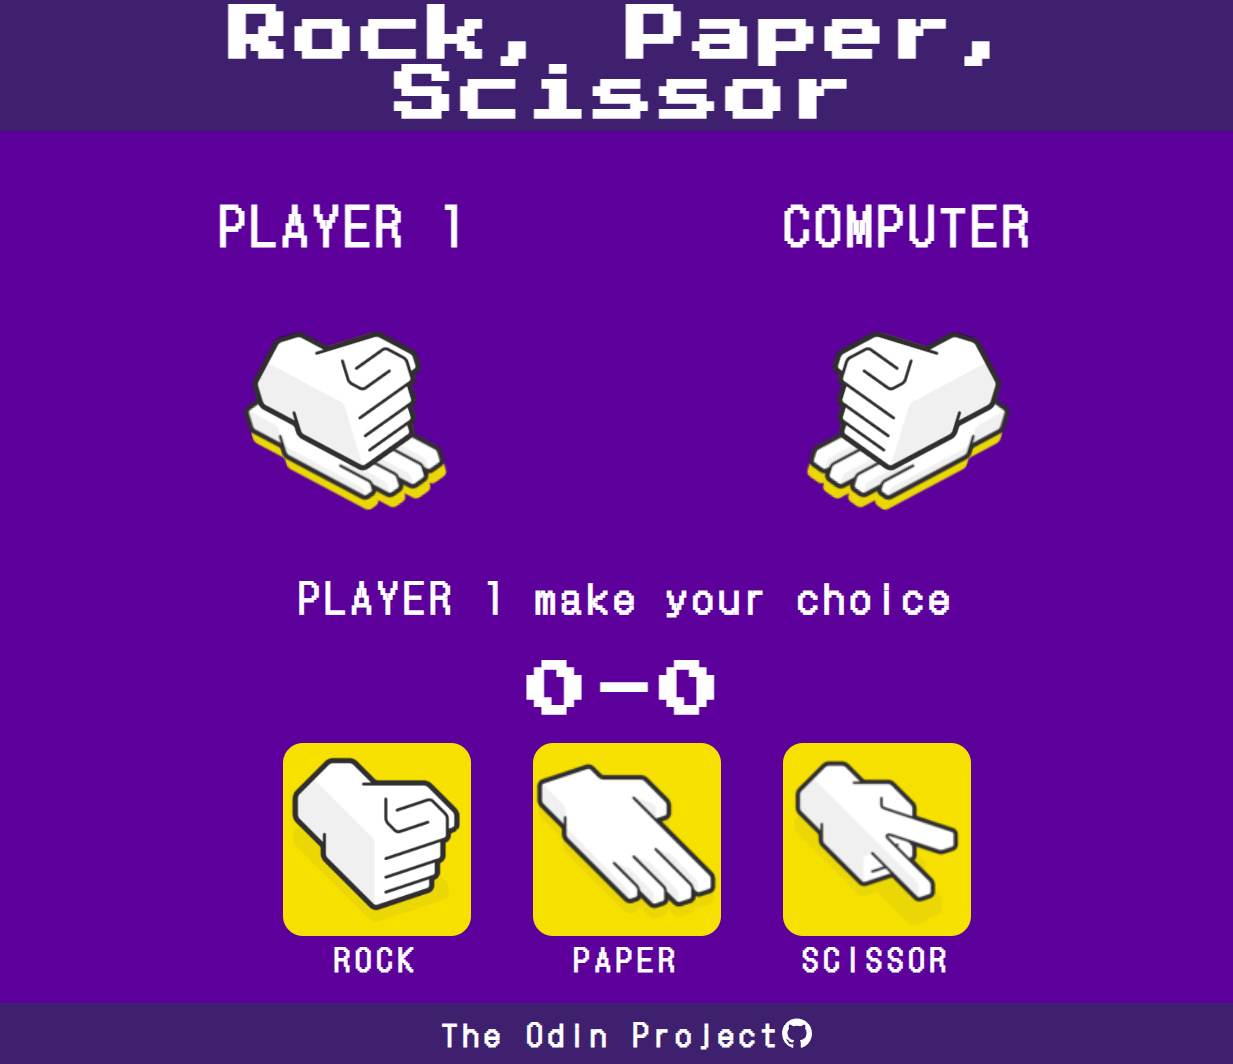 Rock, Paper,
Scissor
PLAYER 1
COMPUTER
PLAYER 1 make your choice
0-0
ROCK
PAPER
SCISSOR
The Odin Project